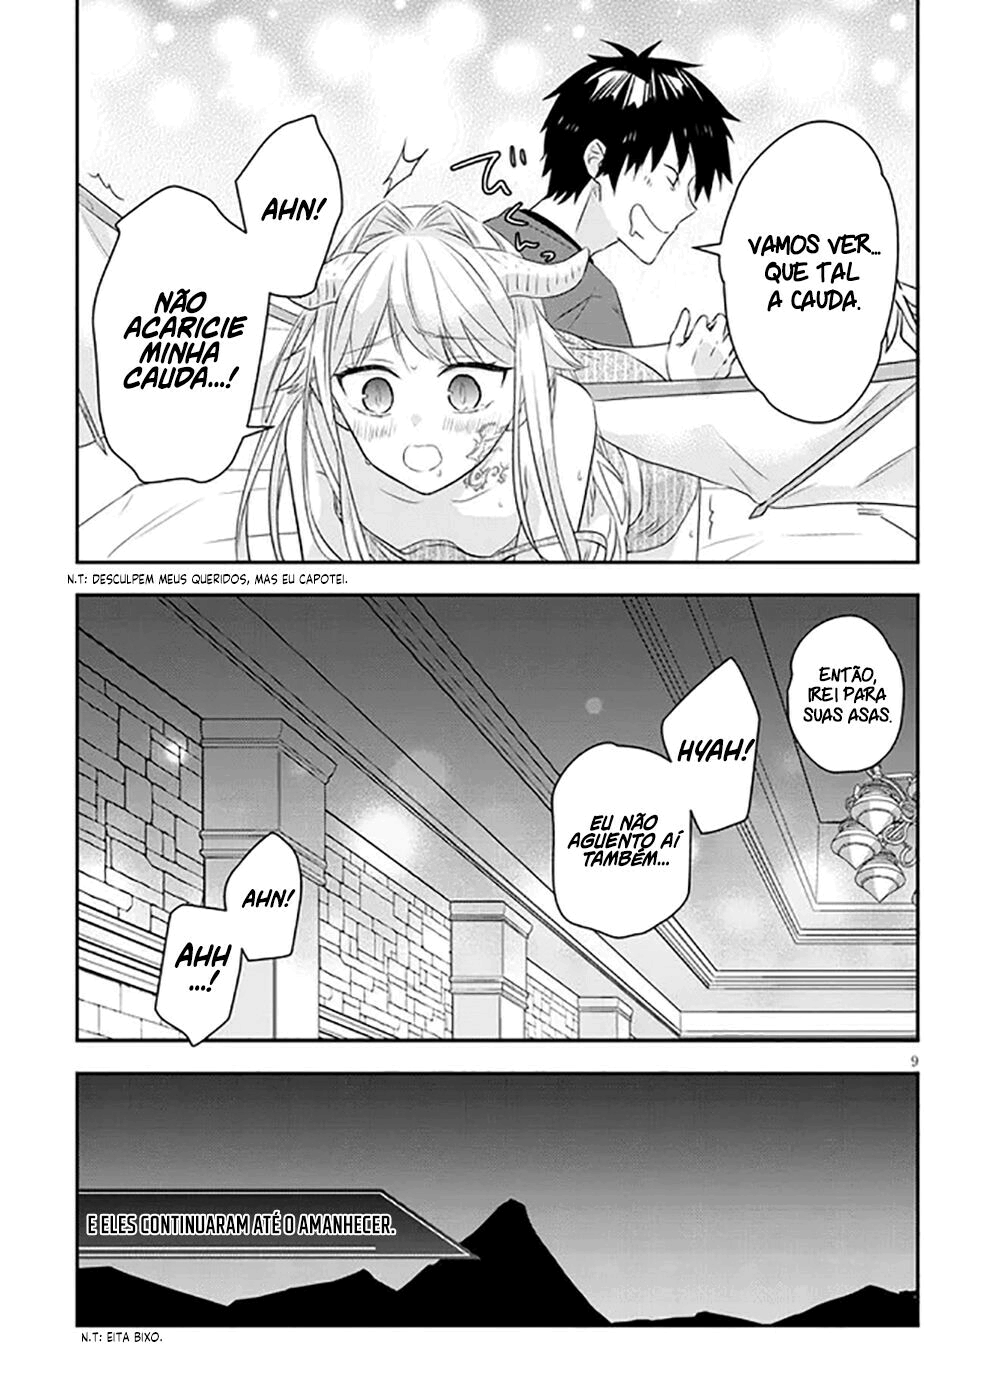 VAMOS VER...
QUE TAL
A CAUDA.
AHN!
NÃO
ACARICIE
MINHA
CAUDA...!
N.T: DESCULPEM MEUS QUERIDOS, MAS EU CAPOTEI.
ENTÃO,
IREI PARA
SUAS ASAS.
HYAH!
EU NÃO
AGUENTO AÍ
TAMBÉM...
AHN!
AHH
....!
9
E ELES CONTINUARAM ATÉ O AMANHECER.
N.T: EITA BIXO.